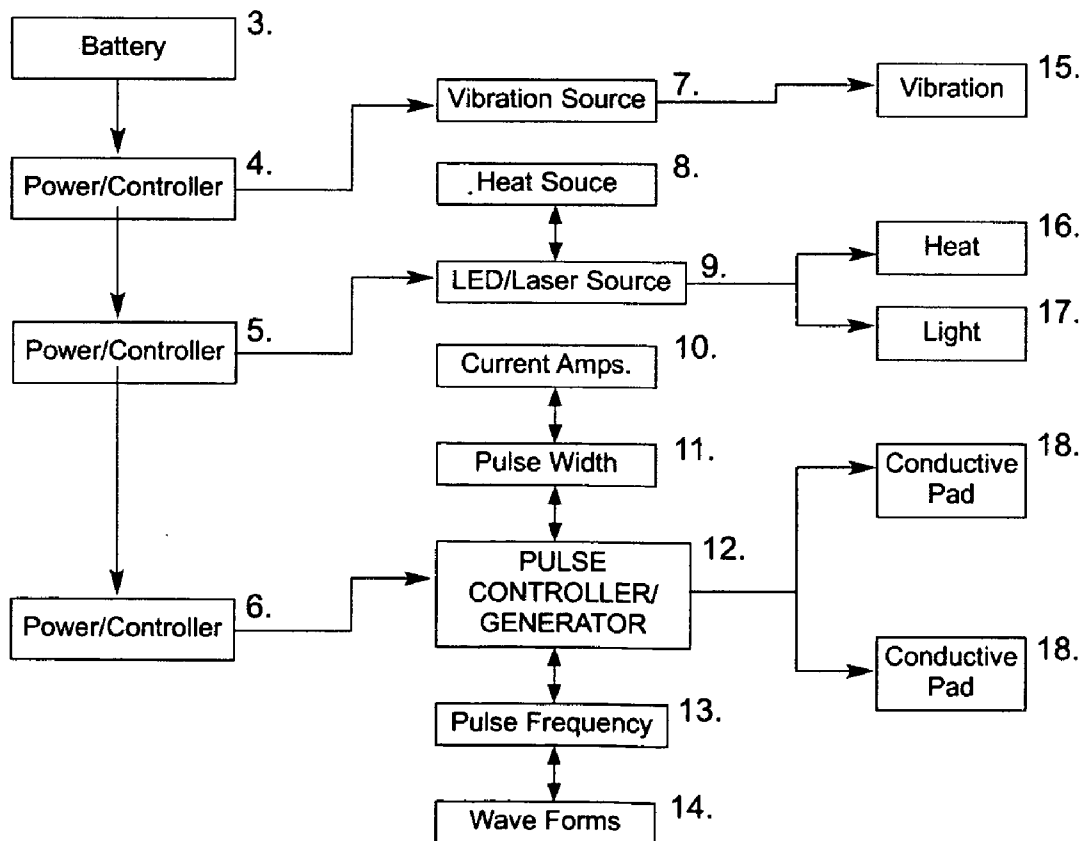 Battery
3.
Power/Controller
4.
Vibration Source
7.
Vibration
15.
Heat Souce
8.
Power/Controller
5.
LED/Laser Source
9.
Heat
16.
Light
17.
Current Amps.
10.
Pulse Width
11.
Conductive
Pad
18.
Power/Controller
6.
PULSE
CONTROLLER/
GENERATOR
12.
Conductive
Pad
18.
Pulse Frequency
13.
Wave Forms
14.